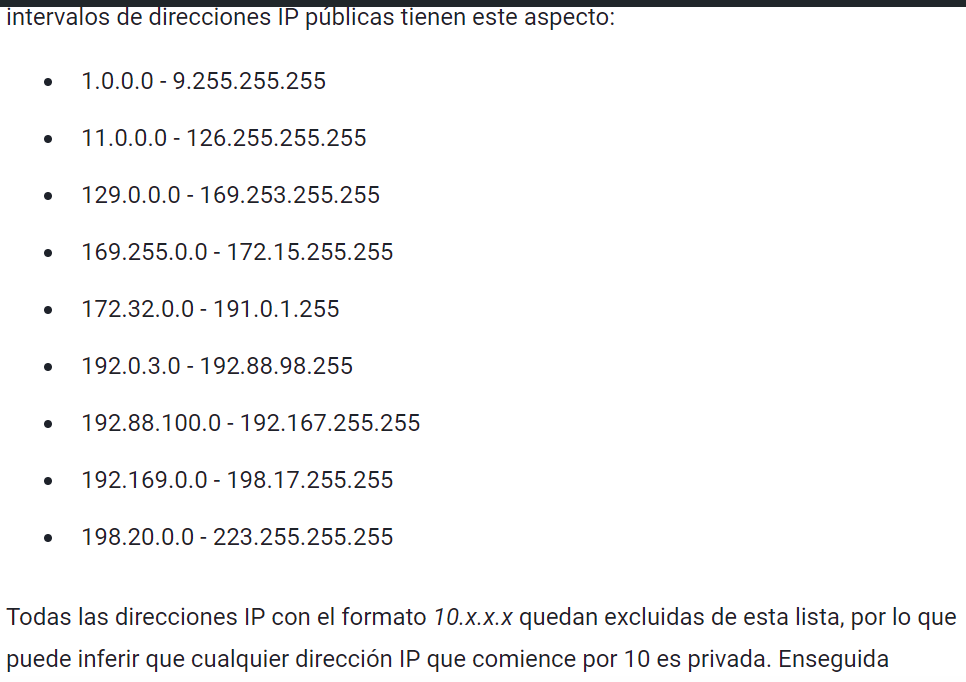 intervalos de direcciones IP públicas tienen este aspecto:
• 1.0.0.0 - 9.255.255.255
• 11.0.0.0 - 126.255.255.255
• 129.0.0.0 - 169.253.255.255
• 169.255.0.0 - 172.15.255.255
• 172.32.0.0 - 191.0.1.255
• 192.0.3.0 - 192.88.98.255
• 192.88.100.0 - 192.167.255.255
• 192.169.0.0 - 198.17.255.255
• 198.20.0.0 - 223.255.255.255
Todas las direcciones IP con el formato 10.x.x.x quedan excluidas de esta lista, por lo que
puede inferir que cualquier dirección IP que comience por 10 es privada. Enseguida